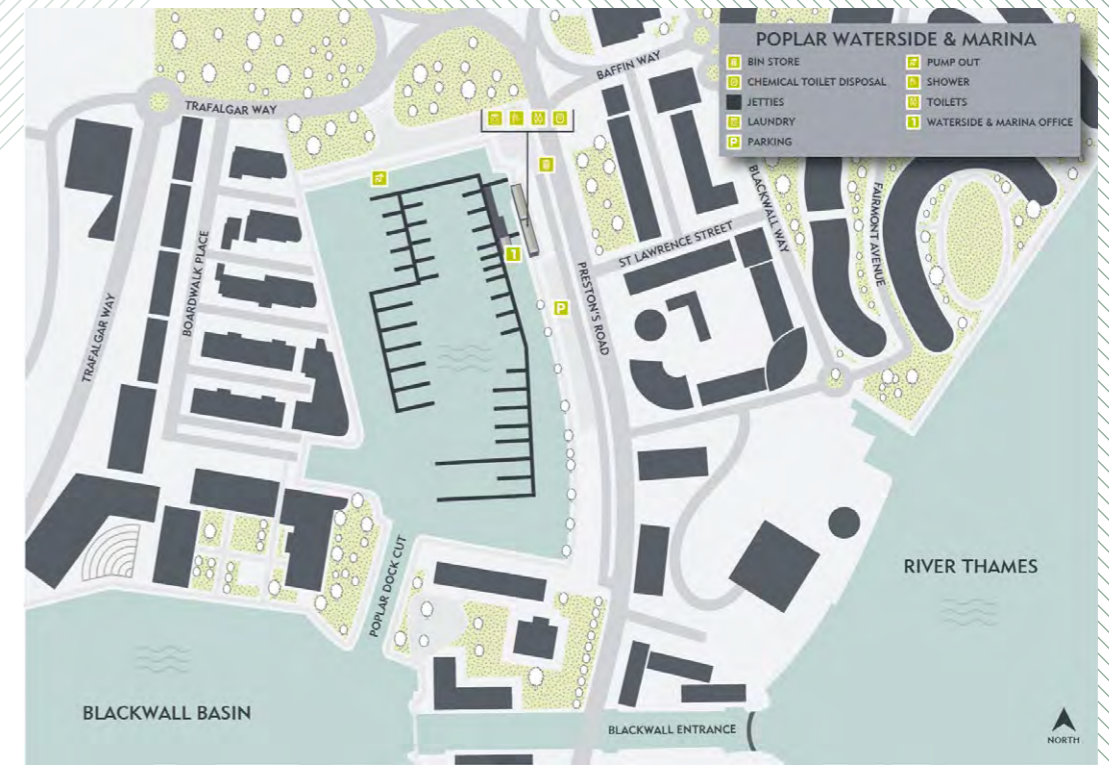 POPLAR WATERSIDE & MARINA
BIN STORE
CHEMICAL TOILET DISPOSAL
JETTIES
LAUNDRY
P PARKING
PUMP OUT
SHOWER
TOILETS
1 WATERSIDE & MARINA OFFICE
BAFFIN WAY
TRAFALGAR WAY
BLACKWALL WAY
FAIRMONT AVENUE
ST LAWRENCE STREET
BOARDWALK PLACE
1
PRESTON'S ROAD
P
TRAFALGAR WAY
POPLAR DOCK CUT
RIVER THAMES
BLACKWALL BASIN
BLACKWALL ENTRANCE
NORTH